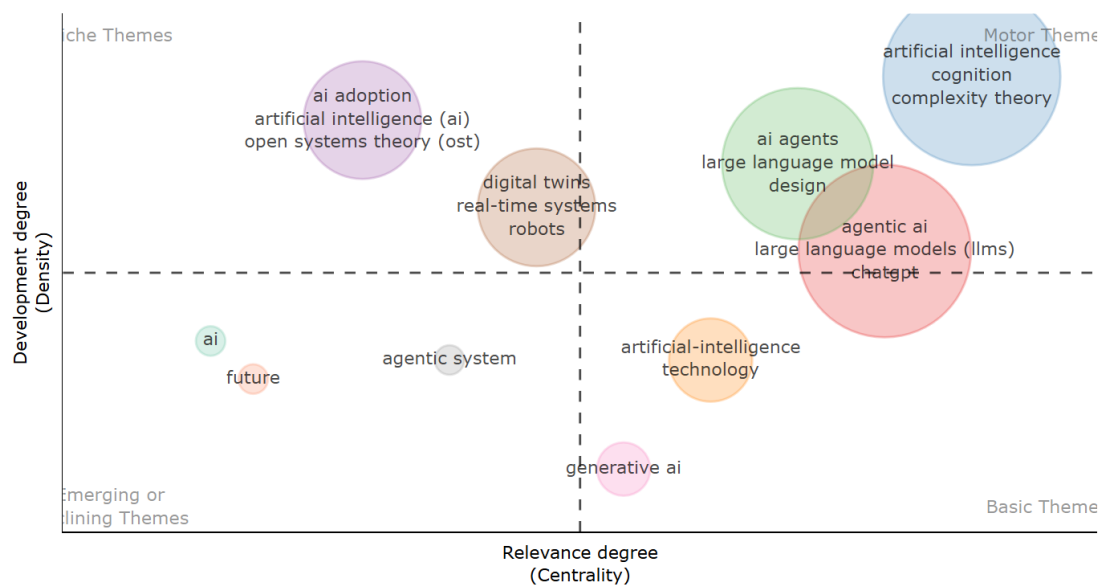 iche Themes
Motor Theme
artificial intelligence
cognition
complexity theory
ai adoption
artificial intelligence (ai)
open systems theory (ost)
ai agents
large language model
design
digital twins
real-time systems
robots
agentic ai
large language models (llms)
chatgpt
Development degree
(Density)
ai
future
agentic system
artificial-intelligence
technology
generative ai
Emerging or
clining Themes
Basic Theme
Relevance degree
(Centrality)